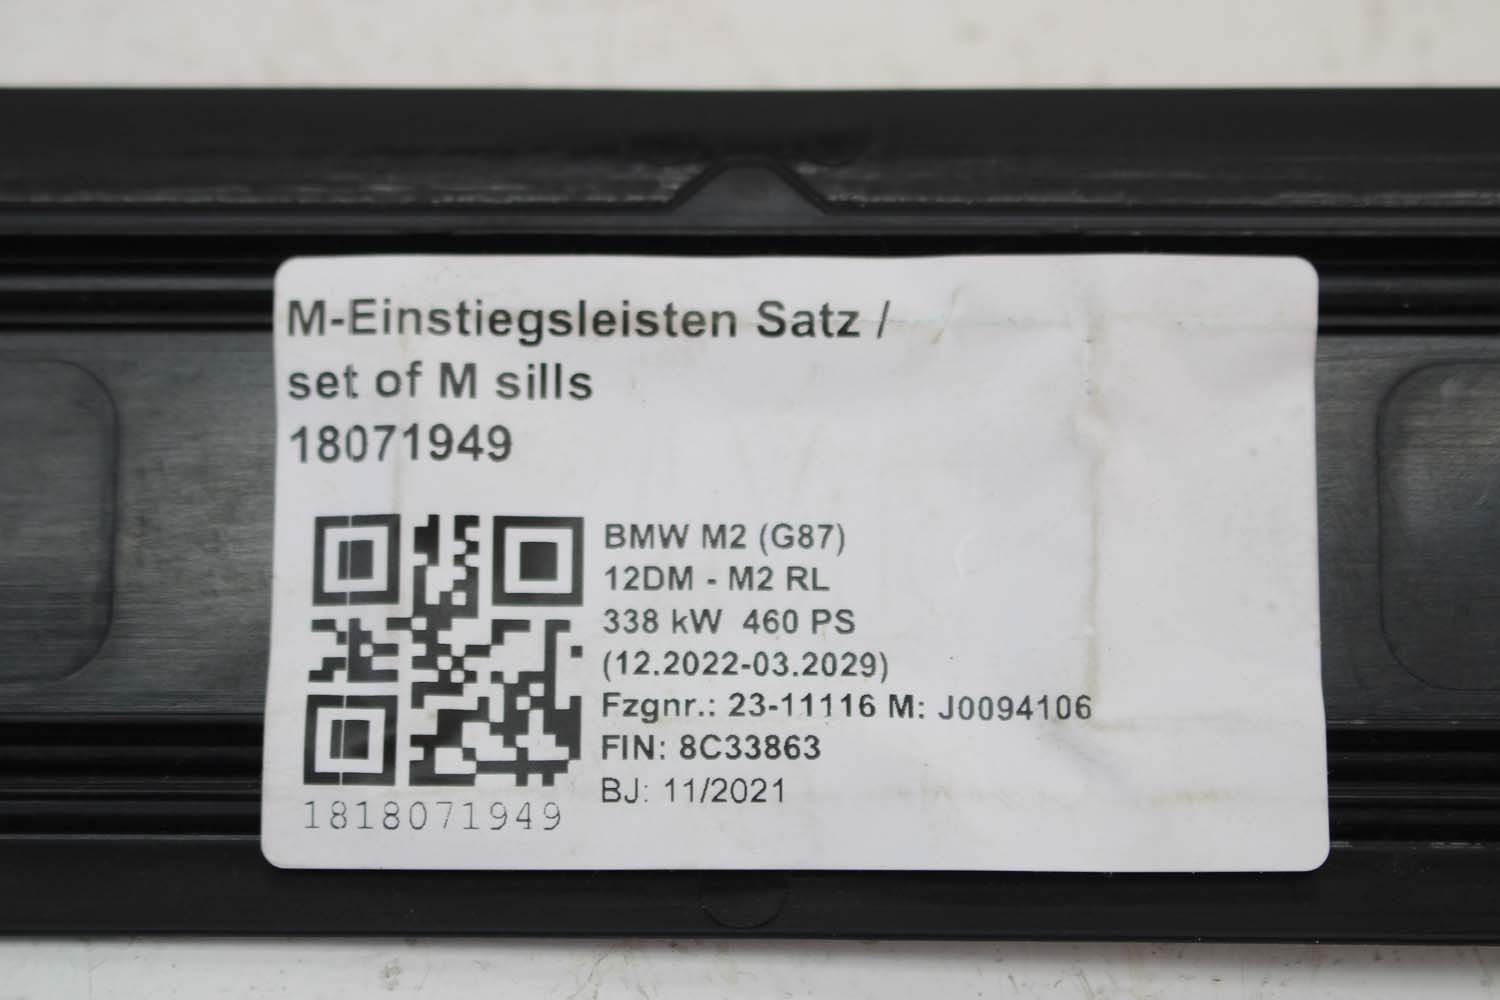 M-Einstiegsleisten Satz /
set of M sills
18071949
BMW M2 (G87)
12DM - M2 RL
338 kW 460 PS
(12.2022-03.2029)
Fzgnr.: 23-11116 M: J0094106
FIN: 8C33863
BJ: 11/2021
1818071949